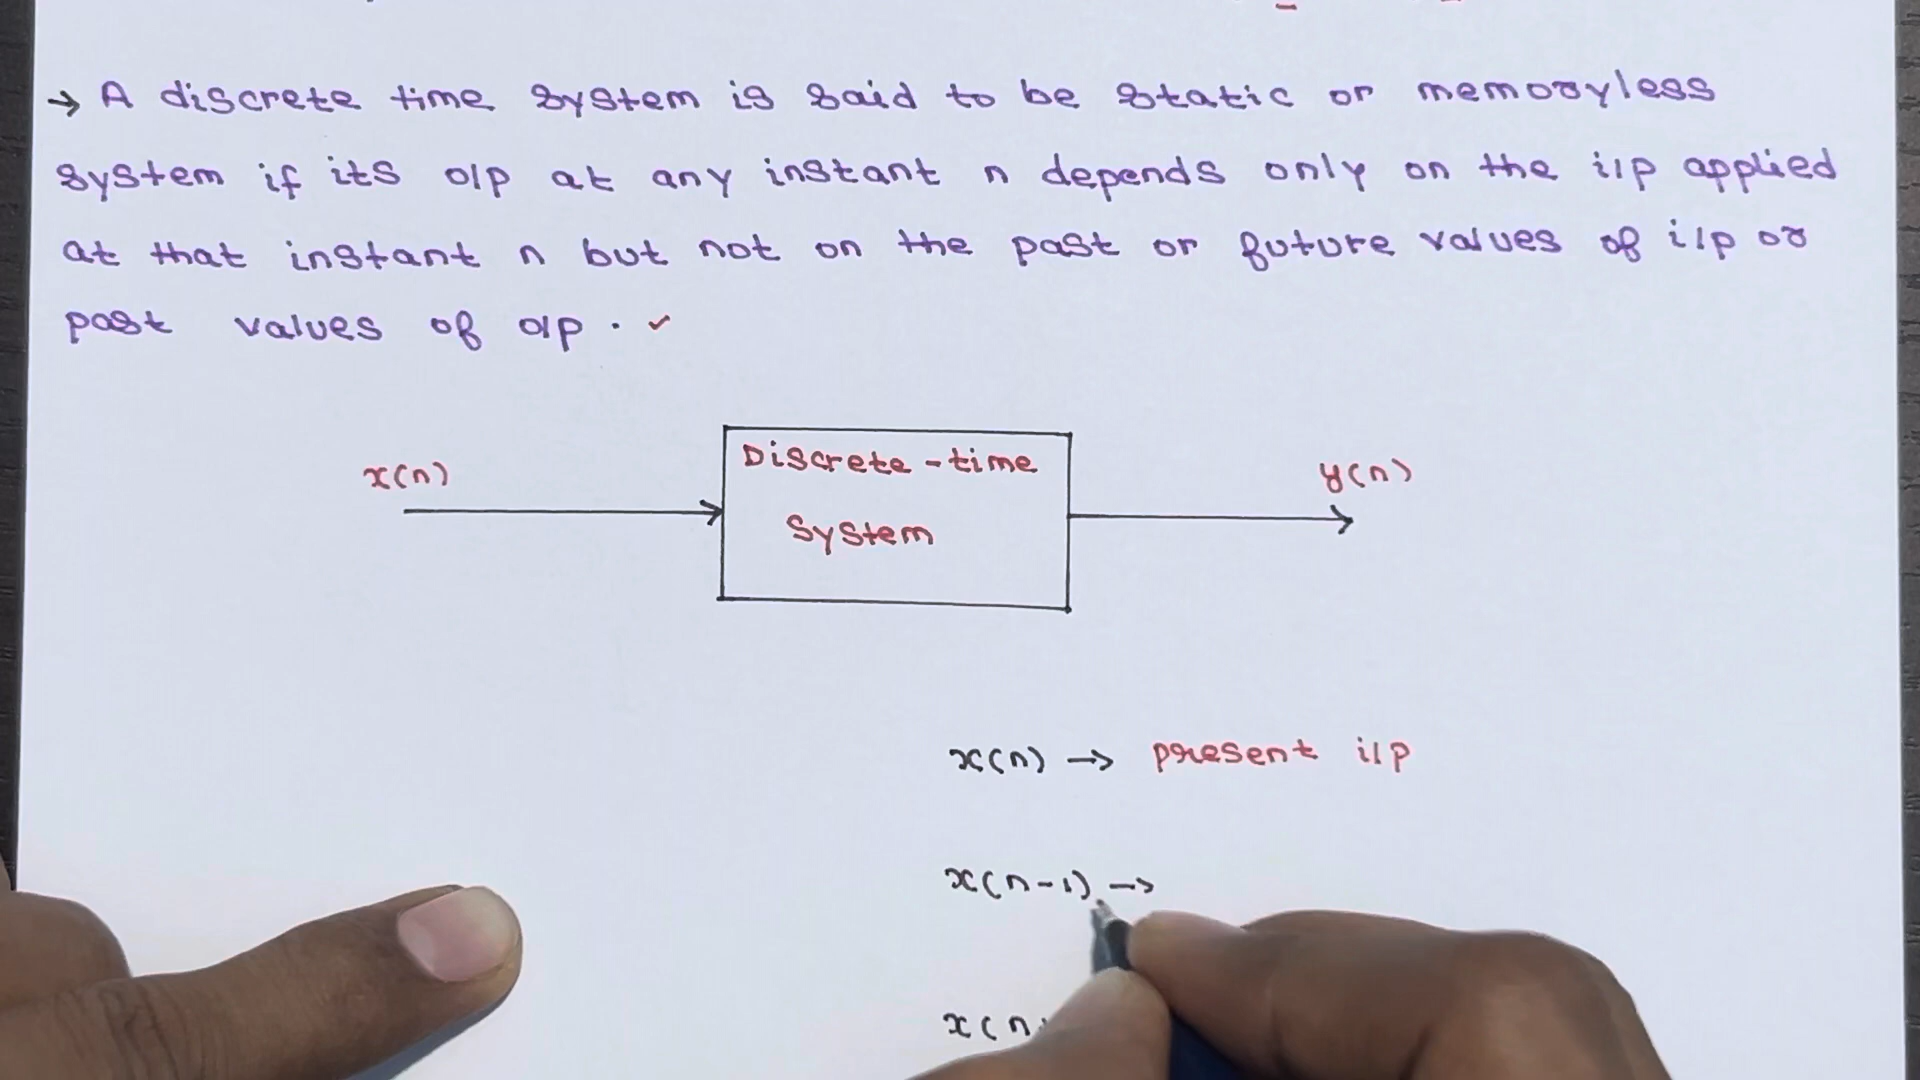 → A discrete time system is said to be static or memoryless
system if its o/p at any instant n depends only on the i/p applied
at that instant n but not on the past or future values of i/p or
past values of o/p . ✓
x(n)
Discrete-time
System
y(n)
x(n) → present i/p
x(n-1) →
x(n